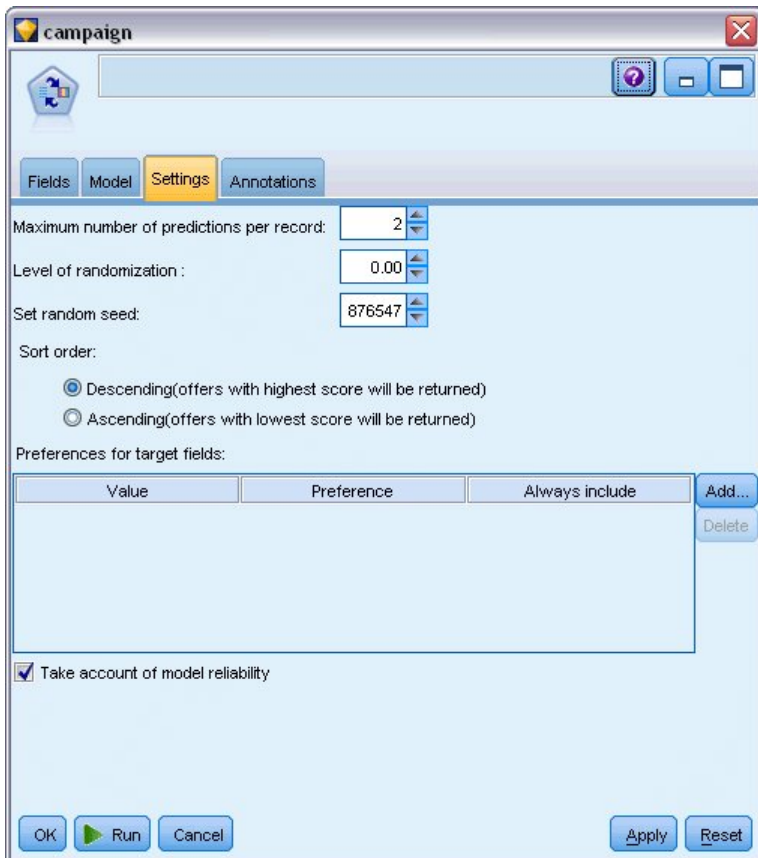 campaign
Fields Model Settings Annotations
Maximum number of predictions per record: 2
Level of randomization : 0.00
Set random seed: 876547
Sort order:
Descending(offers with highest score will be returned)
Ascending(offers with lowest score will be returned)
Preferences for target fields:
Value Preference Always include Add...
Delete
Take account of model reliability
OK Run Cancel Apply Reset